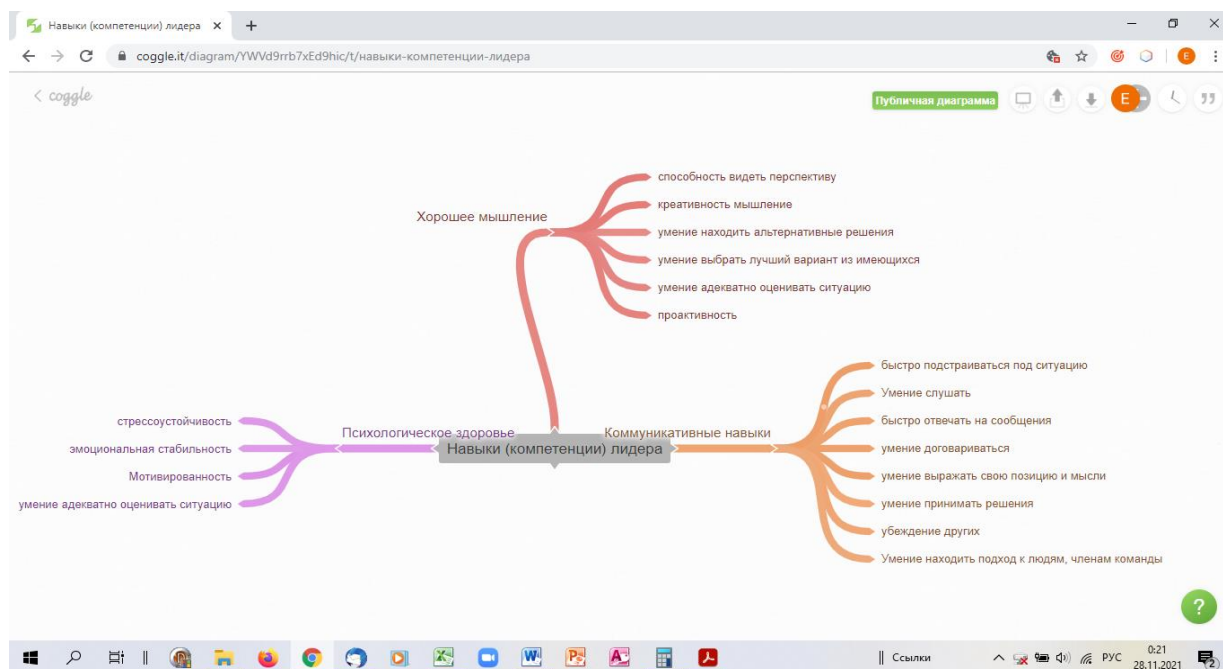 Навыки (компетенции) лидера
coggle.it/diagram/YWVd9rrb7xEd9hic/t/навыки-компетенции-лидера
E
coggle
Публичная диаграмма
E
способность видеть перспективу
креативность мышление
Хорошее мышление
умение находить альтернативные решения
умение выбрать лучший вариант из имеющихся
умение адекватно оценивать ситуацию
проактивность
быстро подстраиваться под ситуацию
Умение слушать
стрессоустойчивость
быстро отвечать на сообщения
Психологическое здоровье
Коммуникативные навыки
эмоциональная стабильность
Навыки (компетенции) лидера
умение договариваться
Мотивированность
умение выражать свою позицию и мысли
умение адекватно оценивать ситуацию
умение принимать решения
убеждение других
Умение находить подход к людям, членам команды
?
Ссылки
РУС
0:21
28.11.2021
2